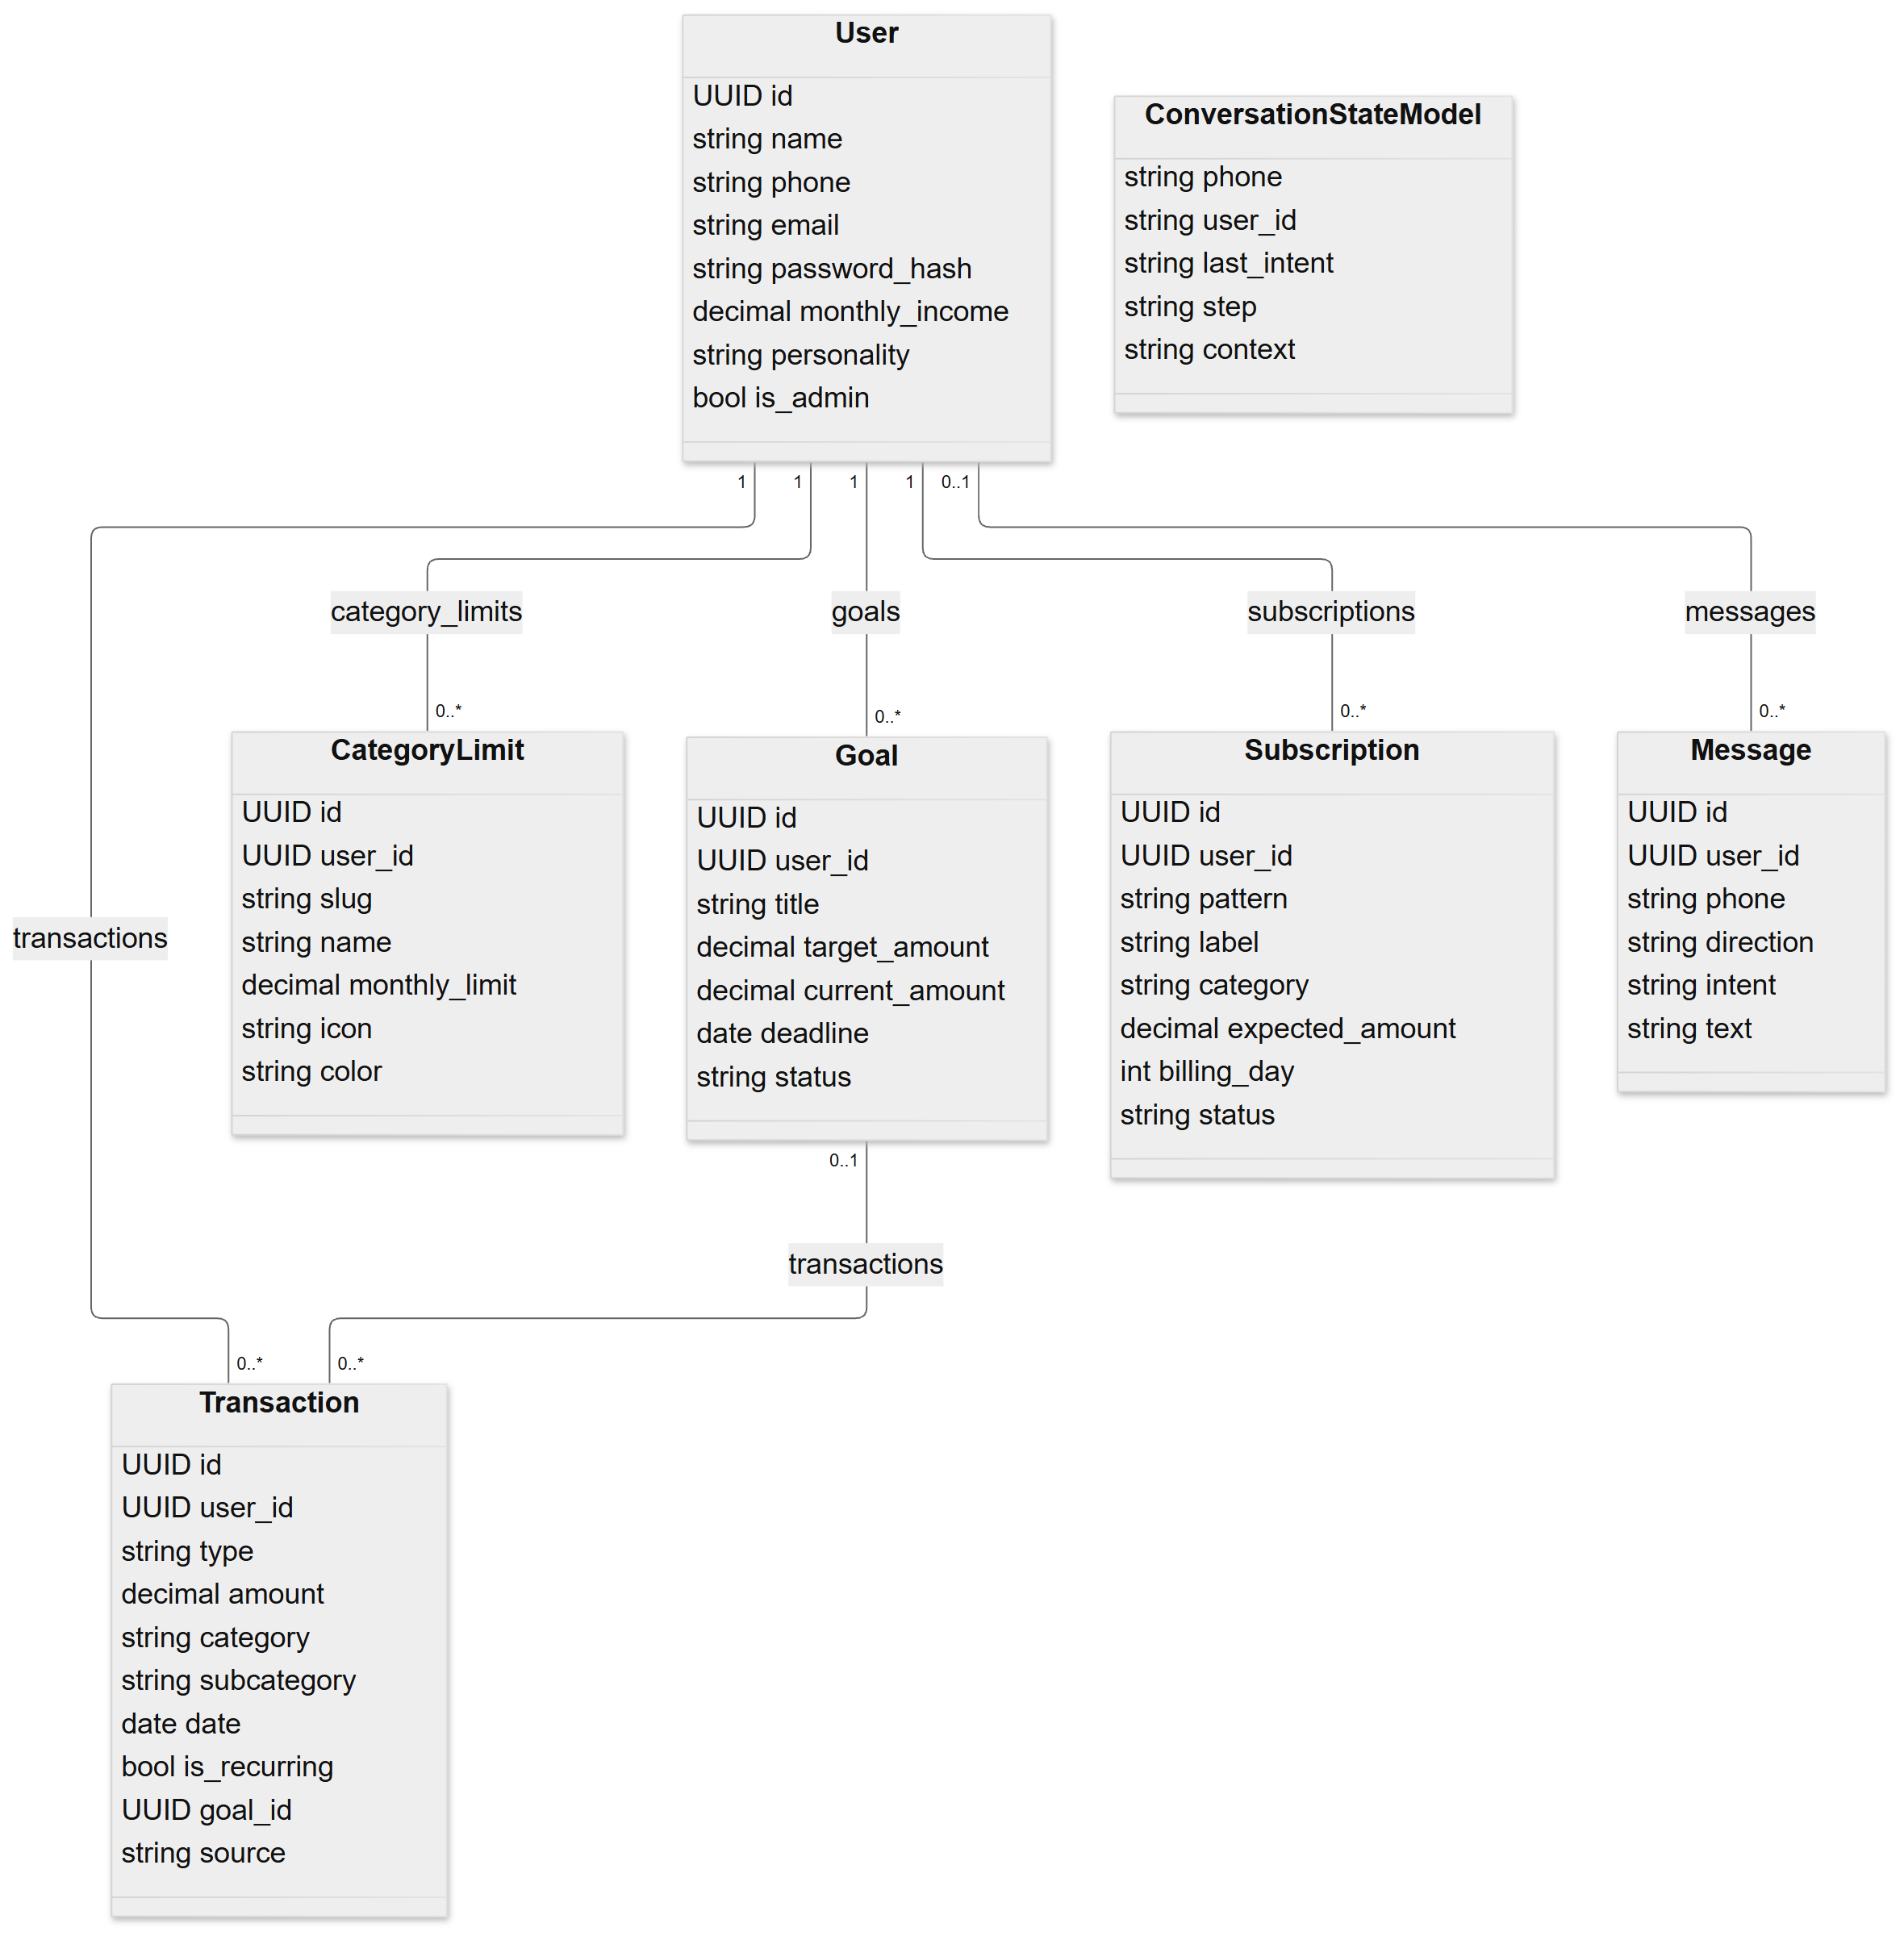 User
UUID id
string name
string phone
string email
string password_hash
decimal monthly_income
string personality
bool is_admin
ConversationStateModel
string phone
string user_id
string last_intent
string step
string context
1
1
1
1
0..1
category_limits
goals
subscriptions
messages
0..*
0..*
0..*
0..*
CategoryLimit
UUID id
UUID user_id
string slug
string name
decimal monthly_limit
string icon
string color
Goal
UUID id
UUID user_id
string title
decimal target_amount
decimal current_amount
date deadline
string status
Subscription
UUID id
UUID user_id
string pattern
string label
string category
decimal expected_amount
int billing_day
string status
Message
UUID id
UUID user_id
string phone
string direction
string intent
string text
transactions
0..1
transactions
0..*
0..*
Transaction
UUID id
UUID user_id
string type
decimal amount
string category
string subcategory
date date
bool is_recurring
UUID goal_id
string source